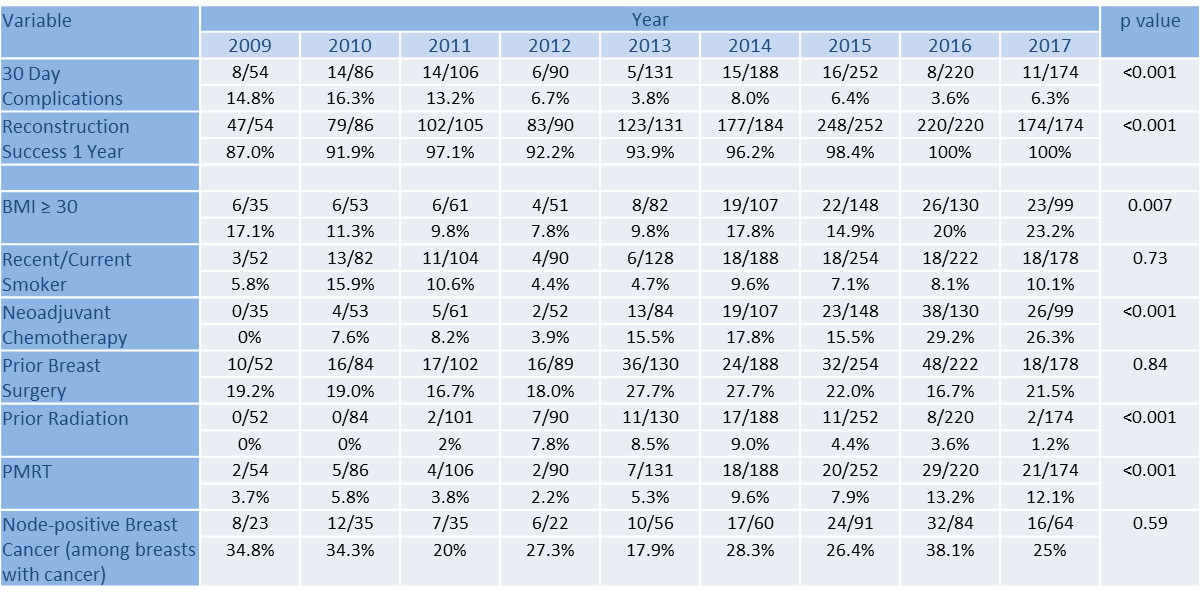 Variable Year p value
2009 2010 2011 2012 2013 2014 2015 2016 2017
30 Day 8/54 14/86 14/106 6/90 5/131 15/188 16/252 8/220 11/174 <0.001
Complications 14.8% 16.3% 13.2% 6.7% 3.8% 8.0% 6.4% 3.6% 6.3%
Reconstruction 47/54 79/86 102/105 83/90 123/131 177/184 248/252 220/220 174/174 <0.001
Success 1 Year 87.0% 91.9% 97.1% 92.2% 93.9% 96.2% 98.4% 100% 100%
BMI ≥ 30 6/35 6/53 6/61 4/51 8/82 19/107 22/148 26/130 23/99 0.007
17.1% 11.3% 9.8% 7.8% 9.8% 17.8% 14.9% 20% 23.2%
Recent/Current 3/52 13/82 11/104 4/90 6/128 18/188 18/254 18/222 18/178 0.73
Smoker 5.8% 15.9% 10.6% 4.4% 4.7% 9.6% 7.1% 8.1% 10.1%
Neoadjuvant 0/35 4/53 5/61 2/52 13/84 19/107 23/148 38/130 26/99 <0.001
Chemotherapy 0% 7.6% 8.2% 3.9% 15.5% 17.8% 15.5% 29.2% 26.3%
Prior Breast 10/52 16/84 17/102 16/89 36/130 24/188 32/254 48/222 18/178 0.84
Surgery 19.2% 19.0% 16.7% 18.0% 27.7% 27.7% 22.0% 16.7% 21.5%
Prior Radiation 0/52 0/84 2/101 7/90 11/130 17/188 11/252 8/220 2/174 <0.001
0% 0% 2% 7.8% 8.5% 9.0% 4.4% 3.6% 1.2%
PMRT 2/54 5/86 4/106 2/90 7/131 18/188 20/252 29/220 21/174 <0.001
3.7% 5.8% 3.8% 2.2% 5.3% 9.6% 7.9% 13.2% 12.1%
Node-positive Breast 8/23 12/35 7/35 6/22 10/56 17/60 24/91 32/84 16/64 0.59
Cancer (among breasts 34.8% 34.3% 20% 27.3% 17.9% 28.3% 26.4% 38.1% 25%
with cancer)